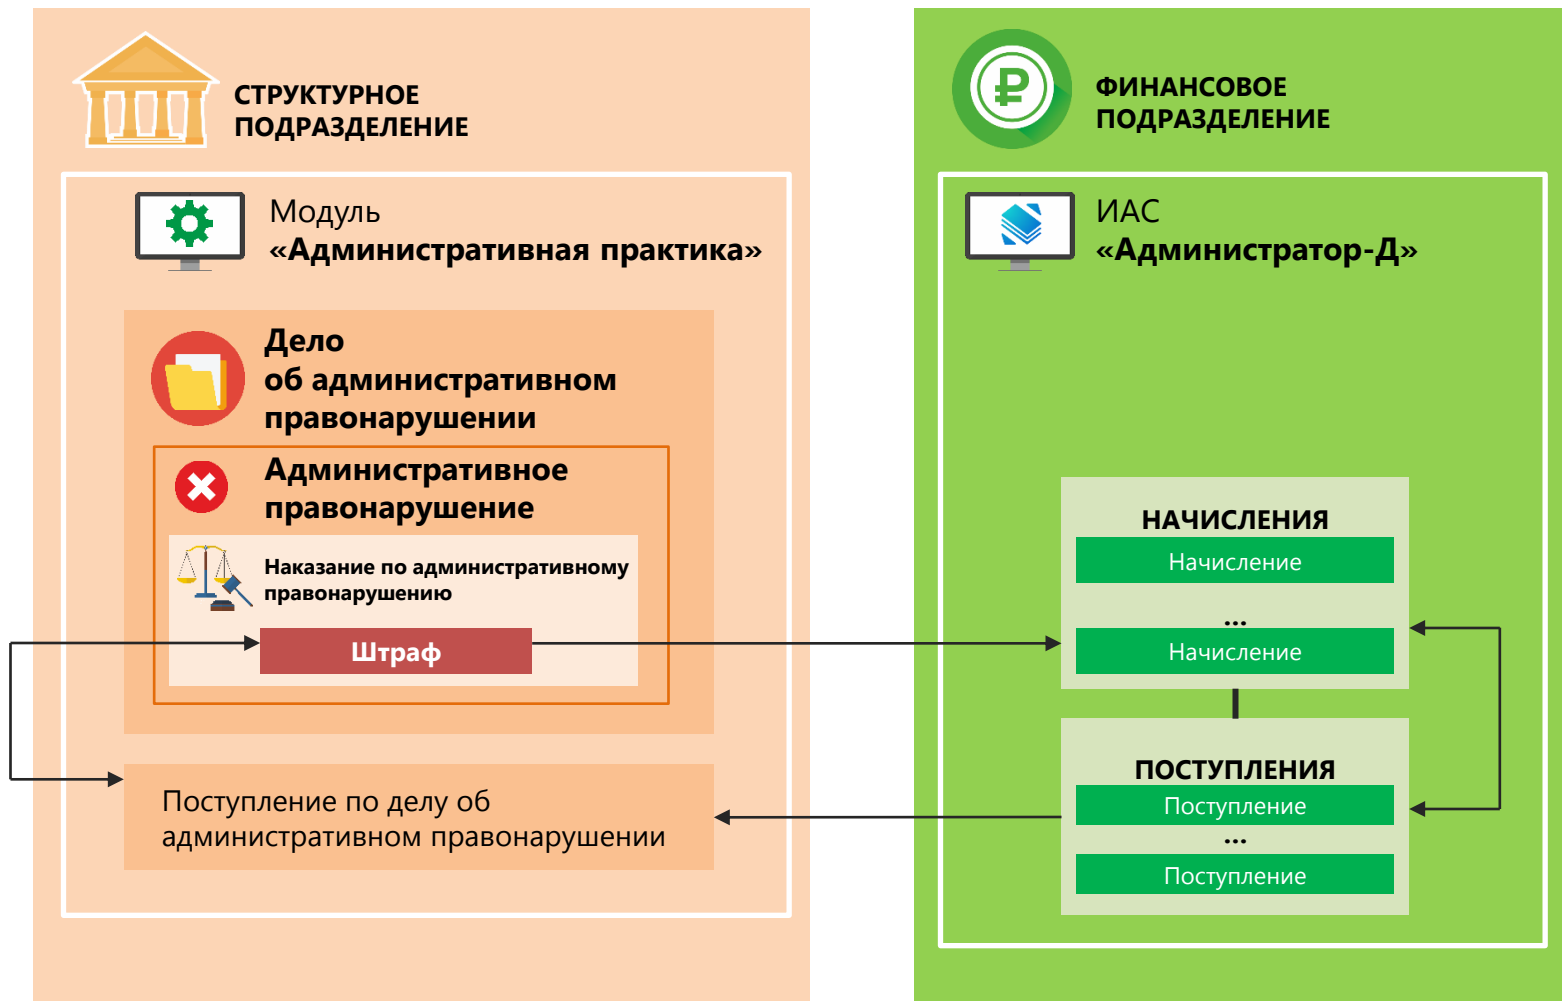 СТРУКТУРНОЕ
ПОДРАЗДЕЛЕНИЕ
Модуль
«Административная практика»
Дело
об административном
правонарушении
Административное
правонарушение
Наказание по административному
правонарушению
Штраф
Поступление по делу об
административном правонарушении
ФИНАНСОВОЕ
ПОДРАЗДЕЛЕНИЕ
ИАС
«Администратор-Д»
НАЧИСЛЕНИЯ
Начисление
...
Начисление
ПОСТУПЛЕНИЯ
Поступление
...
Поступление